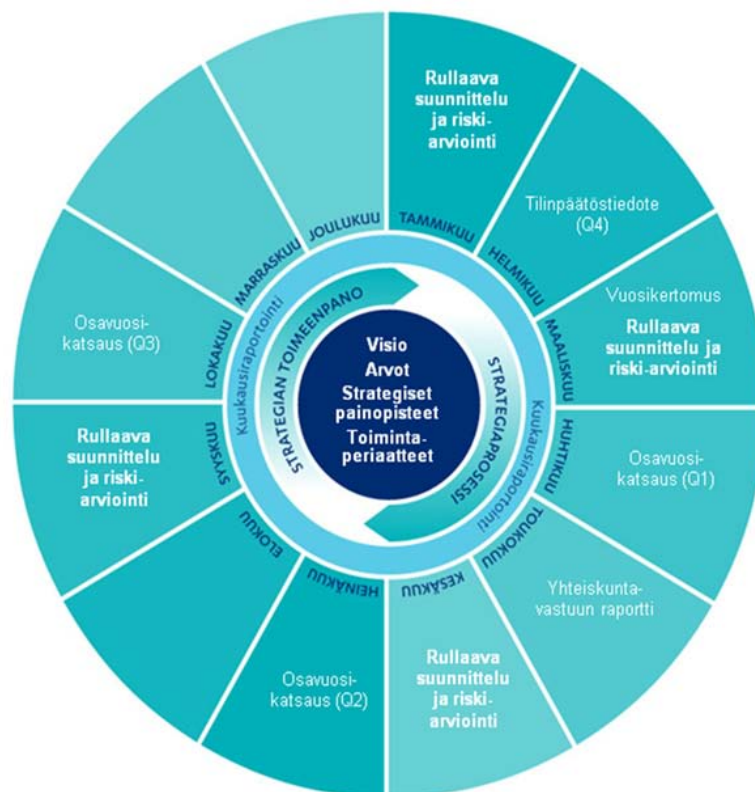 Rullaava
suunnittelu
ja riski-
arviointi
TAMMIKUU
Tilinpäätöstiedote
(Q4)
HELMIKUU
Vuosikertomus
Rullaava
suunnittelu ja
riski-arviointi
MAALISKUU
Osavuosi-
katsaus (Q1)
HUHTIKUU
Yhteiskunta-
vastuun raportti
TOUKOKUU
Rullaava
suunnittelu
ja riski-
arviointi
KESÄKUU
Osavuosi-
katsaus (Q2)
HEINÄKUU
ELOKUU
Rullaava
suunnittelu
ja riski-
arviointi
SYYSKUU
Osavuosi-
katsaus (Q3)
LOKAKUU
MARRASKUU
JOULUKUU
Kuukausiraportointi
Kuukausiraportointi
STRATEGIAN TOIMEENPANO
STRATEGIAPROSESSI
Visio
Arvot
Strategiset
painopisteet
Toiminta-
periaatteet